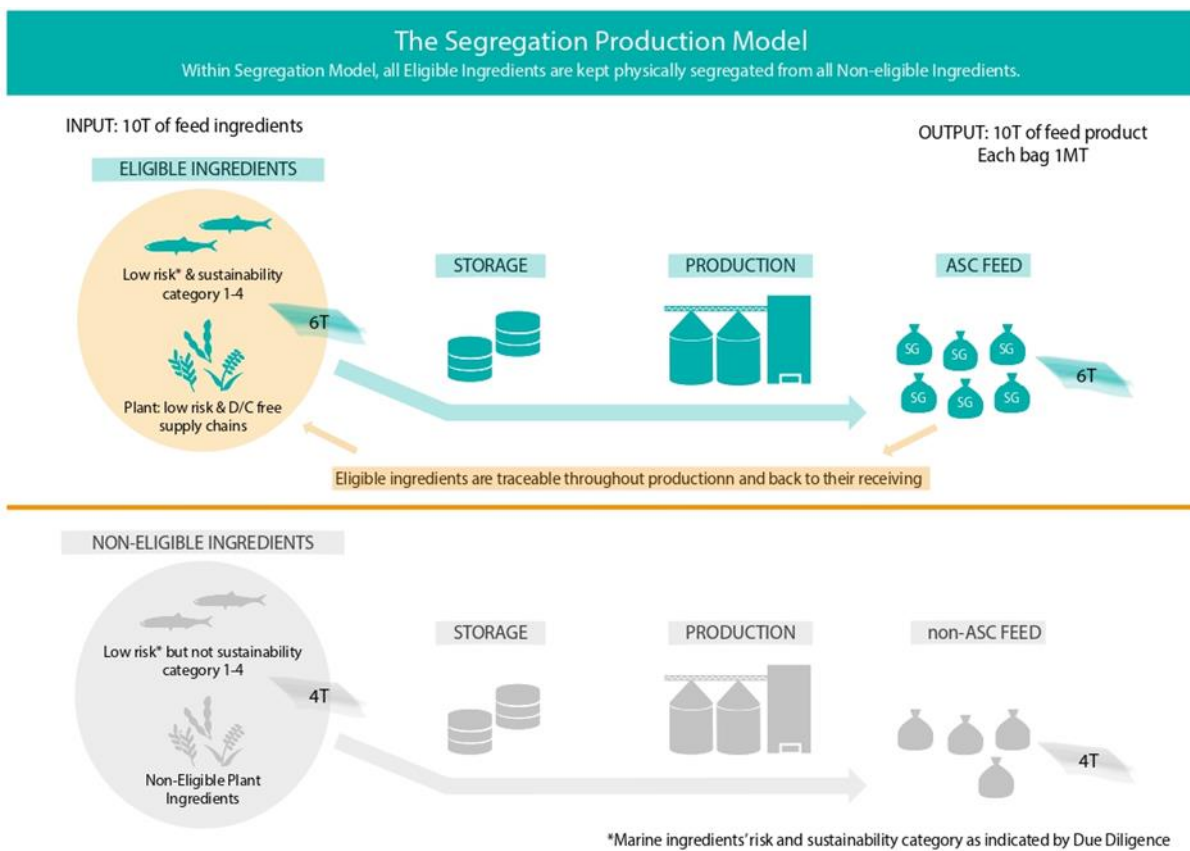 The Segregation Production Model
Within Segregation Model, all Eligible Ingredients are kept physically segregated from all Non-eligible Ingredients.
INPUT: 10T of feed ingredients
OUTPUT: 10T of feed product
Each bag 1MT
ELIGIBLE INGREDIENTS
Low risk* & sustainability
category 1-4
6T
Plant: low risk & D/C free
supply chains
STORAGE
PRODUCTION
ASC FEED
SG
SG
SG
SG
SG
SG
6T
Eligible ingredients are traceable throughout productionn and back to their receiving
NON-ELIGIBLE INGREDIENTS
Low risk* but not sustainability
category 1-4
4T
Non-Eligible Plant
Ingredients
STORAGE
PRODUCTION
non-ASC FEED
4T
*Marine ingredients' risk and sustainability category as indicated by Due Diligence